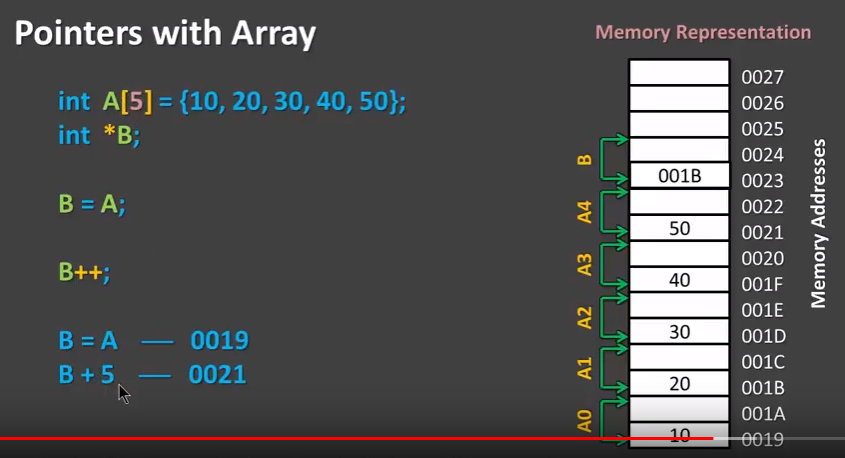 Pointers with Array
int A[5] = {10, 20, 30, 40, 50};
int *B;
B = A;
B++;
B = A — 0019
B + 5 — 0021
Memory Representation
0027
0026
0025
0024
B
001B 0023
0022
A4
50 0021
0020
A3
40 001F
001E
A2
30 001D
001C
A1
20 001B
001A
A0
10 0019
Memory Addresses